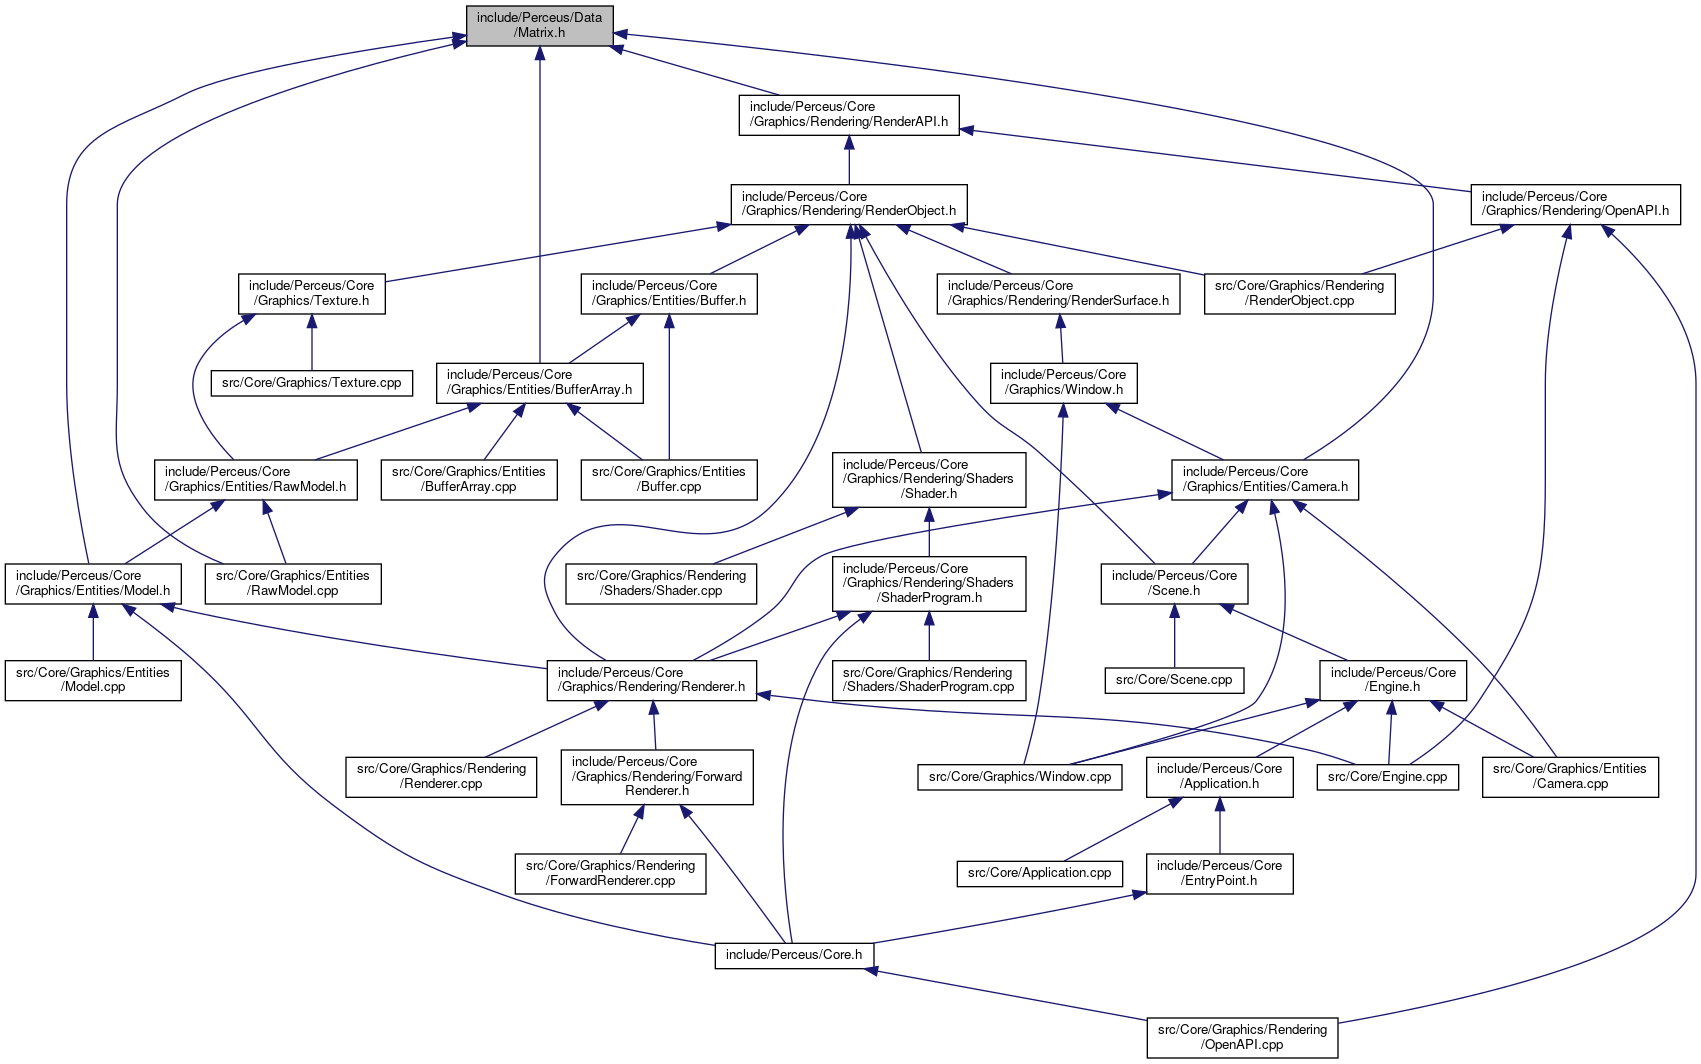 include/Perceus/Data
/Matrix.h
include/Perceus/Core
/Graphics/Rendering/RenderAPI.h
include/Perceus/Core
/Graphics/Rendering/RenderObject.h
include/Perceus/Core
/Graphics/Rendering/OpenAPI.h
include/Perceus/Core
/Graphics/Texture.h
include/Perceus/Core
/Graphics/Entities/Buffer.h
include/Perceus/Core
/Graphics/Rendering/RenderSurface.h
src/Core/Graphics/Rendering
/RenderObject.cpp
src/Core/Graphics/Texture.cpp
include/Perceus/Core
/Graphics/Entities/BufferArray.h
include/Perceus/Core
/Graphics/Window.h
include/Perceus/Core
/Graphics/Entities/RawModel.h
src/Core/Graphics/Entities
/BufferArray.cpp
src/Core/Graphics/Entities
/Buffer.cpp
include/Perceus/Core
/Graphics/Rendering/Shaders
/Shader.h
include/Perceus/Core
/Graphics/Entities/Camera.h
include/Perceus/Core
/Graphics/Entities/Model.h
src/Core/Graphics/Entities
/RawModel.cpp
src/Core/Graphics/Rendering
/Shaders/Shader.cpp
include/Perceus/Core
/Graphics/Rendering/Shaders
/ShaderProgram.h
include/Perceus/Core
/Scene.h
src/Core/Graphics/Entities
/Model.cpp
include/Perceus/Core
/Graphics/Rendering/Renderer.h
src/Core/Graphics/Rendering
/Shaders/ShaderProgram.cpp
src/Core/Scene.cpp
include/Perceus/Core
/Engine.h
src/Core/Graphics/Rendering
/Renderer.cpp
include/Perceus/Core
/Graphics/Rendering/Forward
Renderer.h
src/Core/Graphics/Window.cpp
include/Perceus/Core
/Application.h
src/Core/Engine.cpp
src/Core/Graphics/Entities
/Camera.cpp
src/Core/Graphics/Rendering
/ForwardRenderer.cpp
src/Core/Application.cpp
include/Perceus/Core
/EntryPoint.h
include/Perceus/Core.h
src/Core/Graphics/Rendering
/OpenAPI.cpp